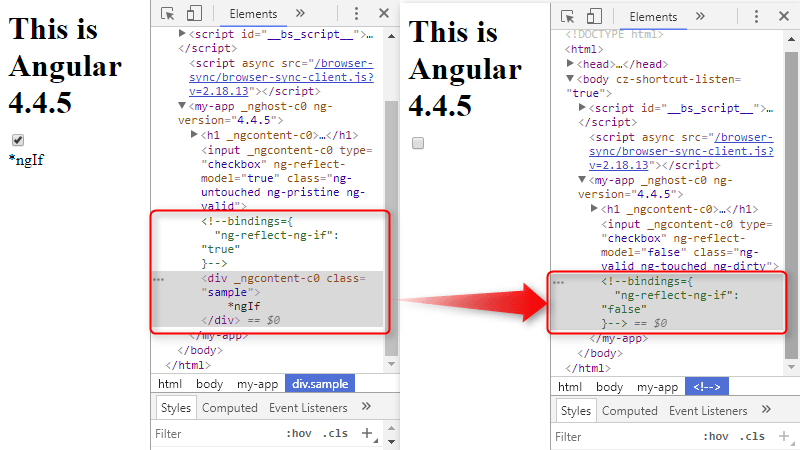 This is
Angular
4.4.5
*ngIf
Elements
<script id="__bs_script__">…
</script>
<script async src="/browser-
sync/browser-sync-client.js?
v=2.18.13"></script>
<my-app _nghost-c0 ng-
version="4.4.5">
<h1 _ngcontent-c0>…</h1>
<input _ngcontent-c0 type=
"checkbox" ng-reflect-
model="true" class="ng-
untouched ng-pristine ng-
valid">
<!--bindings={
"ng-reflect-ng-if":
"true"
}-->
<div _ngcontent-c0 class=
"sample">
*ngIf
</div> == $0
</my-app>
</body>
</html>
html body my-app div.sample
Styles Computed Event Listeners »
Filter :hov .cls +
This is
Angular
4.4.5
Elements »
<!DOCTYPE html>
<html>
<head>…</head>
<body cz-shortcut-listen=
"true">
<script id="__bs_script__">…
</script>
<script async src="/browser-
sync/browser-sync-client.js?
v=2.18.13"></script>
<my-app _nghost-c0 ng-
version="4.4.5">
<h1 _ngcontent-c0>…</h1>
<input _ngcontent-c0 type=
"checkbox" ng-reflect-
model="false" class="ng-
valid ng-touched ng-dirty">
<!--bindings={
"ng-reflect-ng-if":
"false"
}--> == $0
</my-app>
</body>
</html>
html body my-app <!-->
Styles Computed Event Listeners »
Filter :hov .cls +